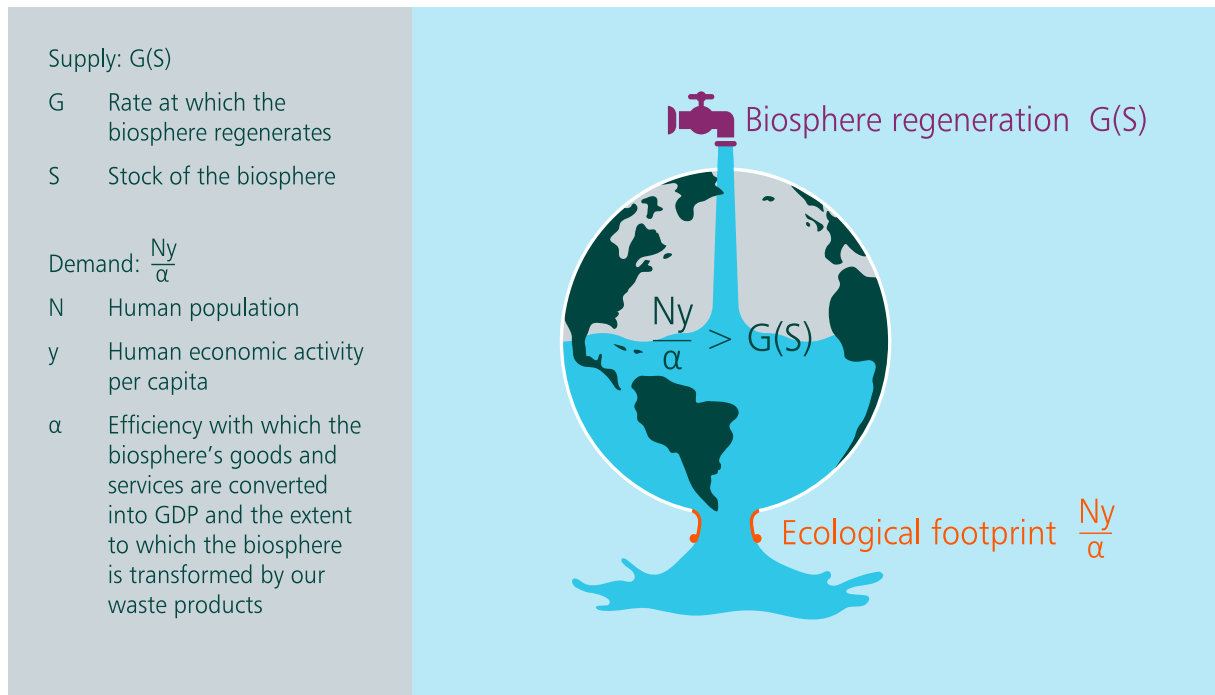 Supply: G(S)
G Rate at which the
biosphere regenerates
S Stock of the biosphere
Demand: Ny/α
N Human population
y Human economic activity
per capita
α Efficiency with which the
biosphere’s goods and
services are converted
into GDP and the extent
to which the biosphere
is transformed by our
waste products
Biosphere regeneration G(S)
Ny/α > G(S)
Ecological footprint Ny/α